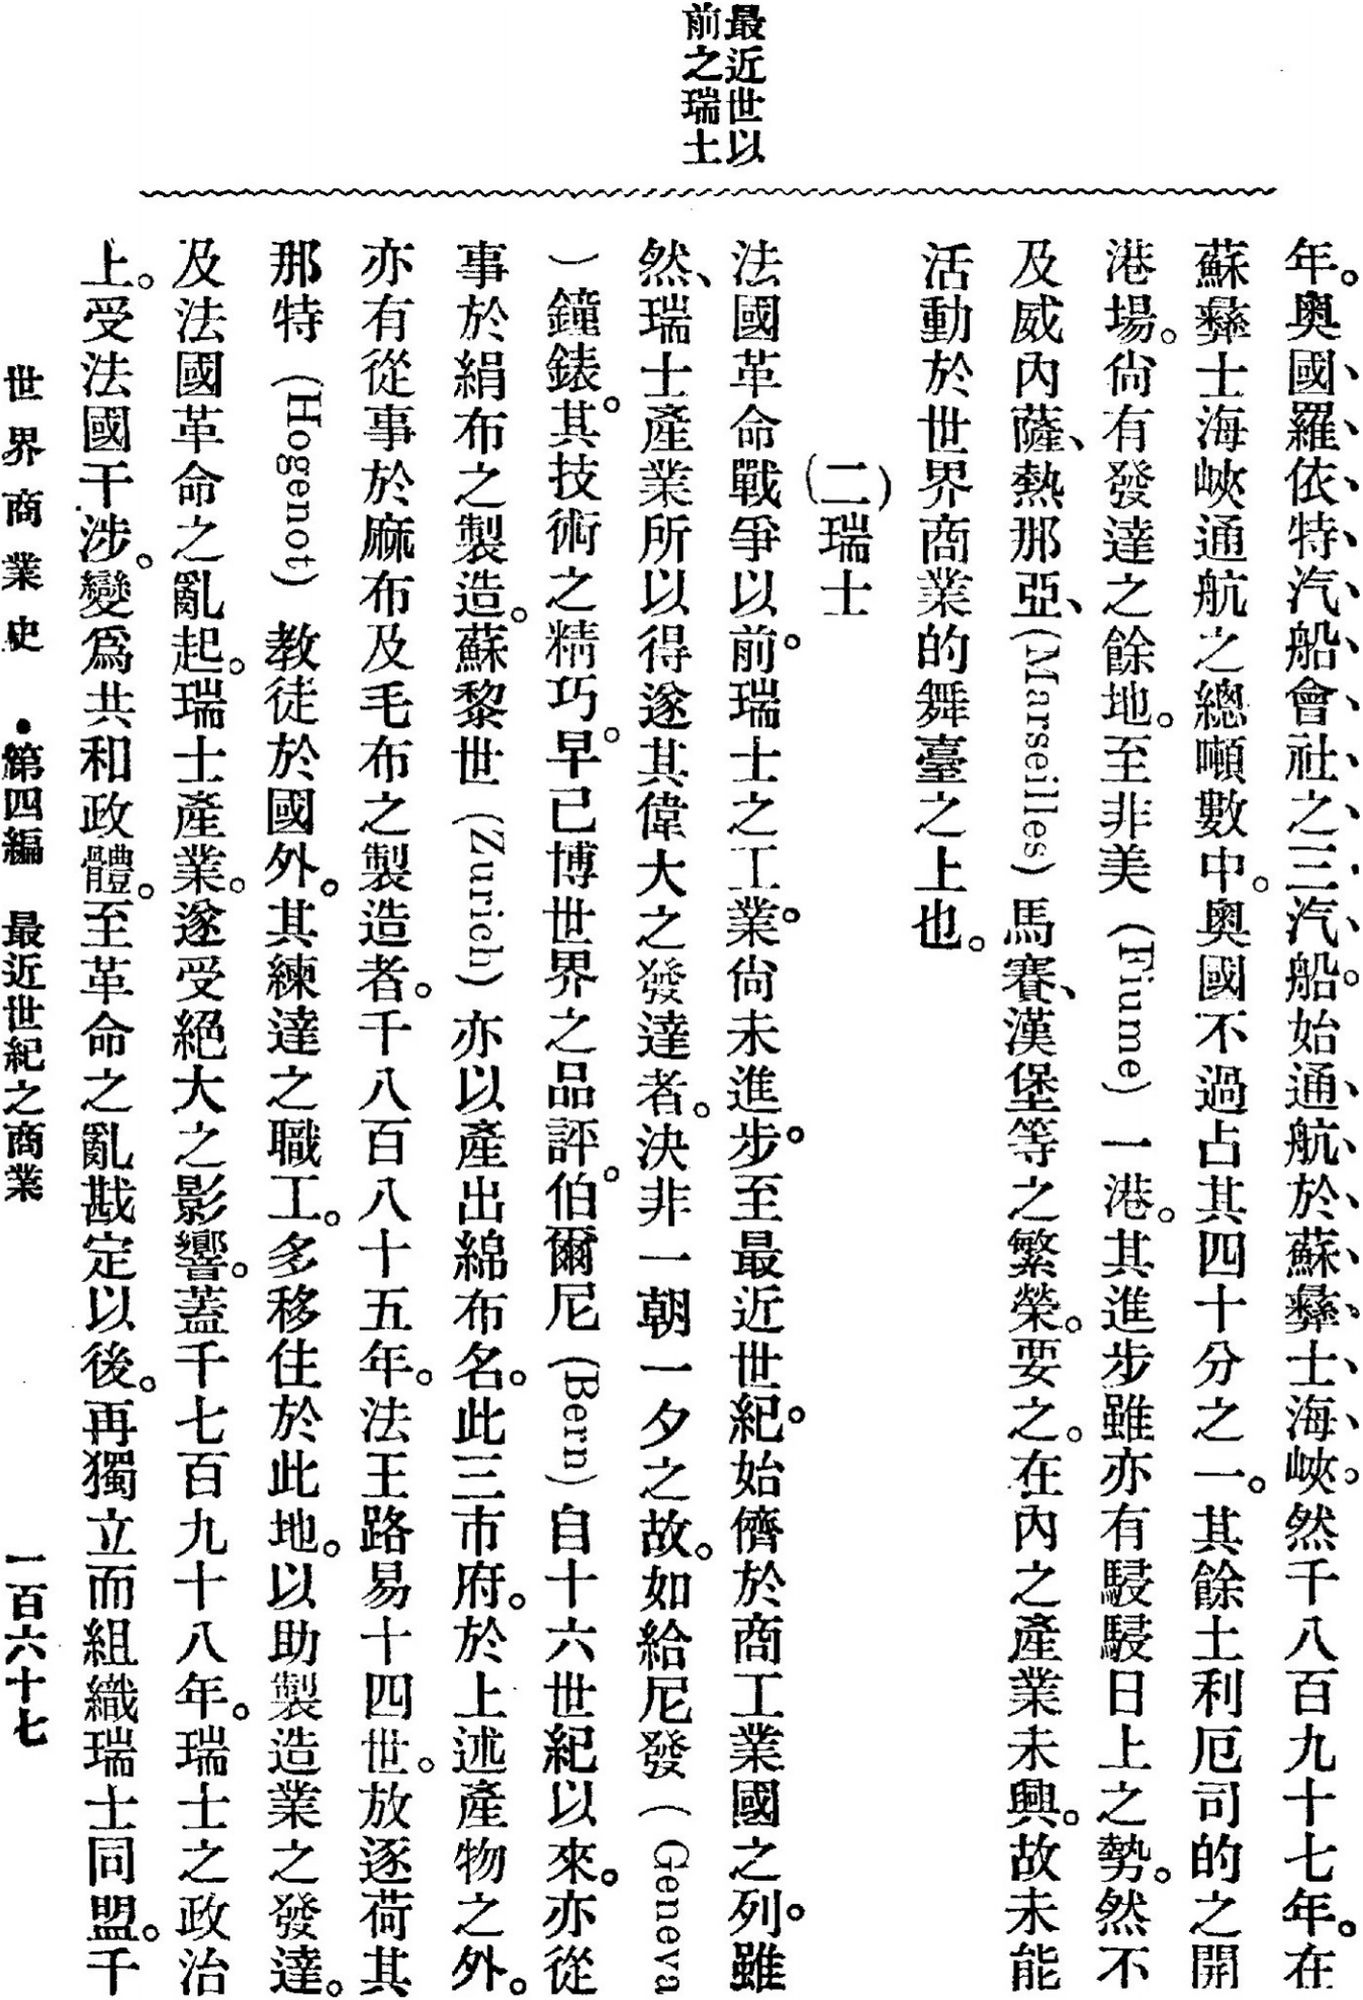 最近世以
前之瑞士
年。奧國羅依特汽船會社之三汽船。始通航於蘇彝士海峽。然千八百九十七年。在
蘇彝士海峽通航之總噸數中。奧國不過占其四十分之一。其餘土利厄司的之開
港場。尙有發達之餘地。至非美(Fiume)一港。其進步雖亦有駸駸日上之勢。然不
及威內薩、熱那亞、(Marseilles)馬賽、漢堡等之繁榮。要之。在內之產業未興。故未能
活動於世界商業的舞臺之上也。
(二)瑞士
法國革命戰爭以前。瑞士之工業。尙未進步。至最近世紀。始儕於商工業國之列。雖
然、瑞士產業所以得遂其偉大之發達者。決非一朝一夕之故。如給尼發(Geneva
)鐘錶。其技術之精巧。早已博世界之品評。伯爾尼(Bern)自十六世紀以來。亦從
事於絹布之製造。蘇黎世(Zurich)亦以產出綿布名。此三市府。於上述產物之外。
亦有從事於麻布及毛布之製造者。千八百八十五年。法王路易十四世。放逐荷其
那特(Hogenot)教徒於國外。其練達之職工。多移住於此地。以助製造業之發達。
及法國革命之亂起。瑞士產業。遂受絕大之影響。蓋千七百九十八年。瑞士之政治
上。受法國干涉。變爲共和政體。至革命之亂戡定以後。再獨立而組織瑞士同盟。千
世界商業史 •第四編 最近世紀之商業 一百六十七